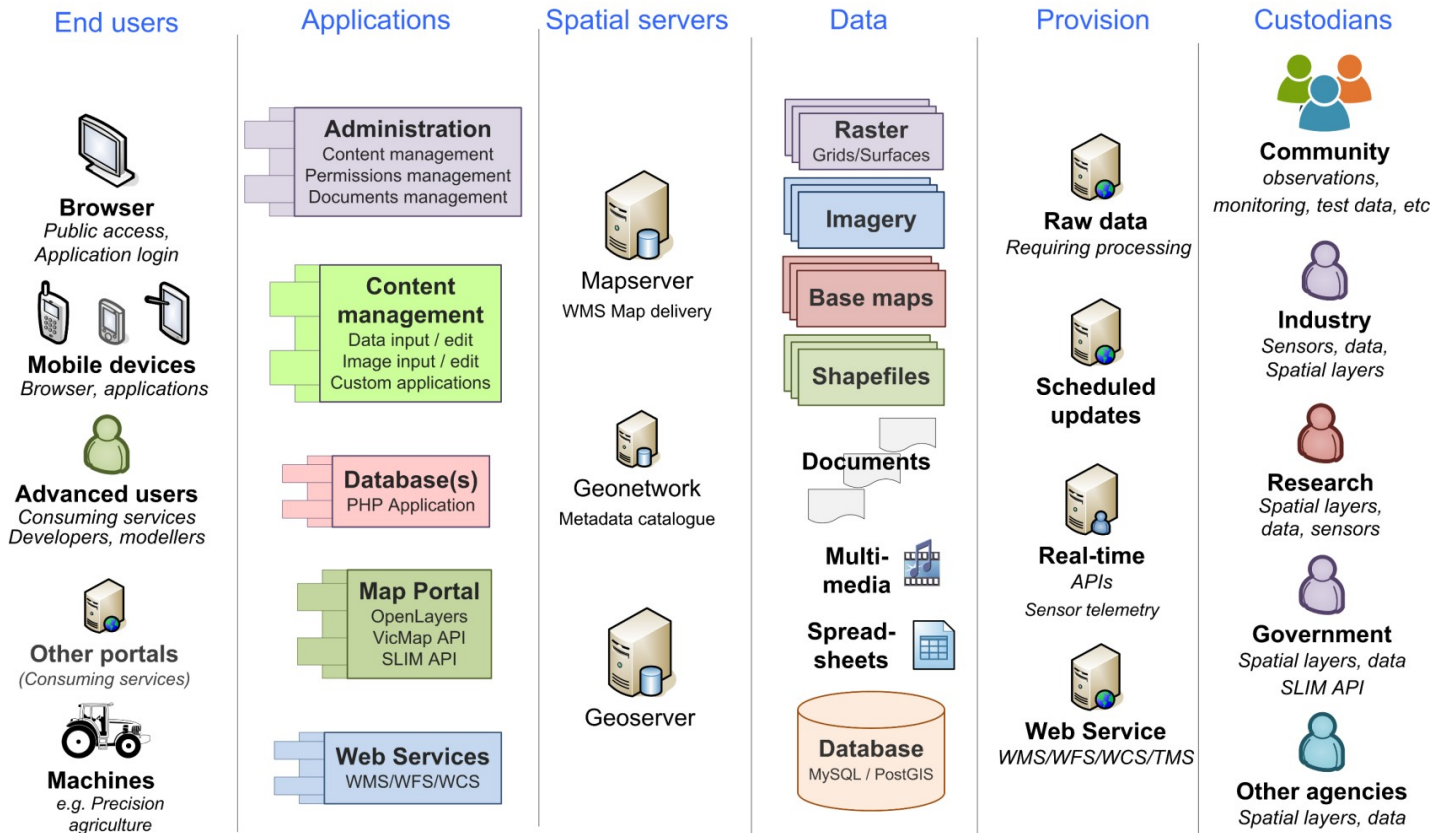 End users
Applications
Spatial servers
Data
Provision
Custodians
Browser
Public access,
Application login
Mobile devices
Browser, applications
Advanced users
Consuming services
Developers, modellers
Other portals
(Consuming services)
Machines
e.g. Precision
agriculture
Administration
Content management
Permissions management
Documents management
Content
management
Data input / edit
Image input / edit
Custom applications
Database(s)
PHP Application
Map Portal
OpenLayers
VicMap API
SLIM API
Web Services
WMS/WFS/WCS
Mapserver
WMS Map delivery
Geonetwork
Metadata catalogue
Geoserver
Raster
Grids/Surfaces
Imagery
Base maps
Shapefiles
Documents
Multi-
media
Spread-
sheets
Database
MySQL / PostGIS
Raw data
Requiring processing
Scheduled
updates
Real-time
APIs
Sensor telemetry
Web Service
WMS/WFS/WCS/TMS
Community
observations,
monitoring, test data, etc
Industry
Sensors, data,
Spatial layers
Research
Spatial layers,
data, sensors
Government
Spatial layers, data
SLIM API
Other agencies
Spatial layers, data